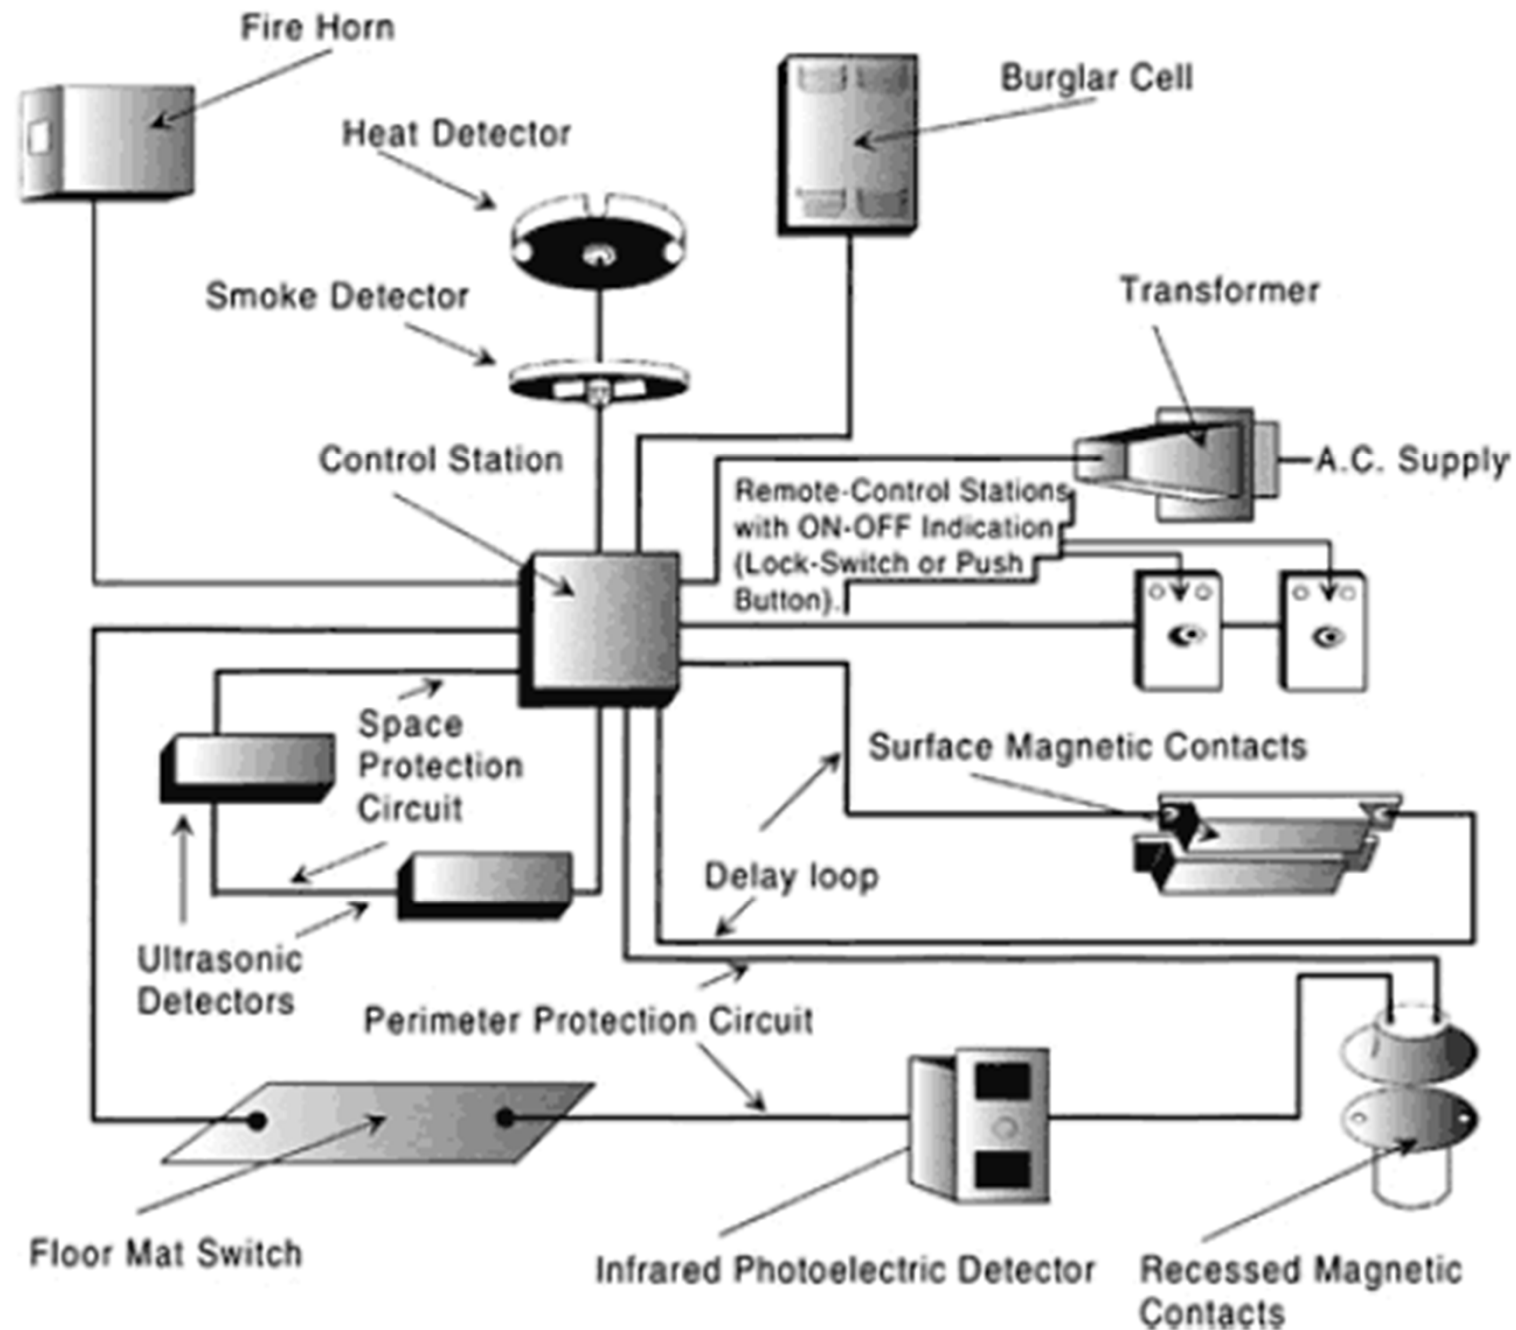 Fire Horn
Burglar Cell
Heat Detector
Smoke Detector
Transformer
Control Station
A.C. Supply
Remote-Control Stations
with ON-OFF Indication
(Lock-Switch or Push
Button).
Space
Protection
Circuit
Surface Magnetic Contacts
Delay loop
Ultrasonic
Detectors
Perimeter Protection Circuit
Floor Mat Switch
Infrared Photoelectric Detector
Recessed Magnetic
Contacts